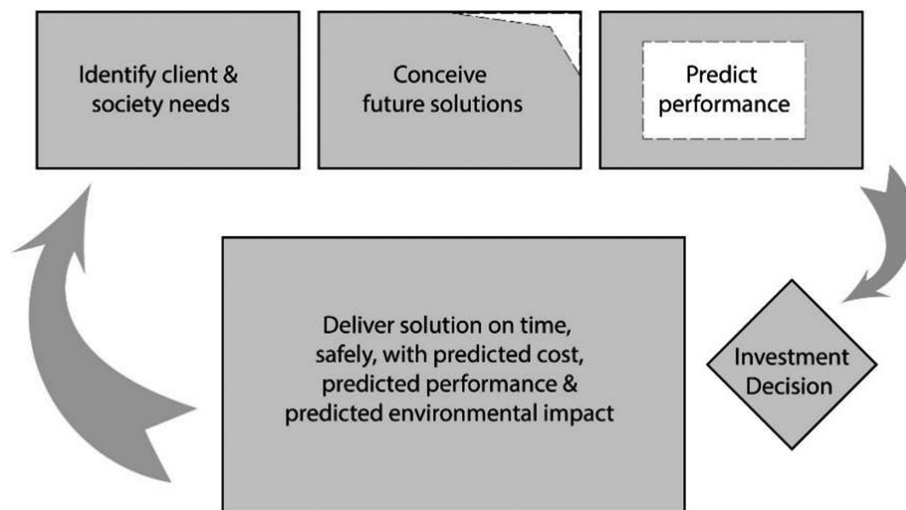 Identify client &
society needs
Conceive
future solutions
Predict
performance
Deliver solution on time,
safely, with predicted cost,
predicted performance &
predicted environmental impact
Investment
Decision